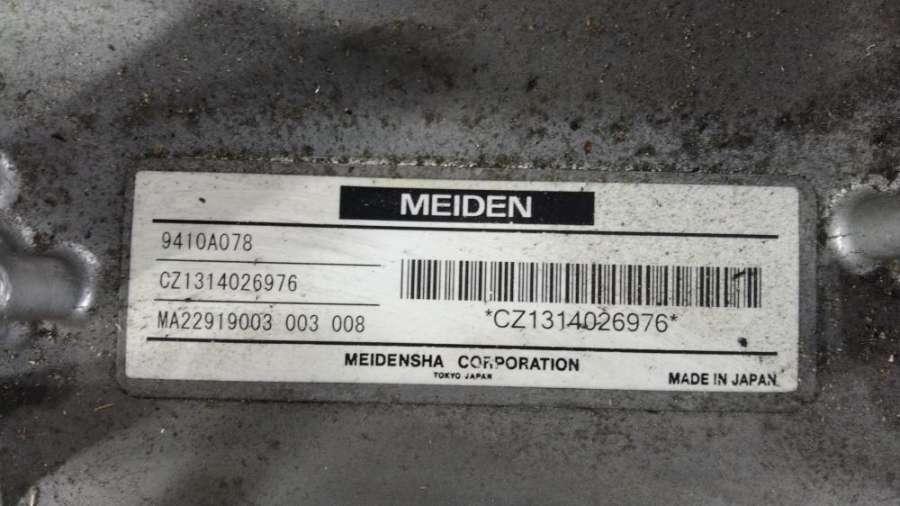 MEIDEN
9410A078
CZ1314026976
MA22919003 003 008
*CZ1314026976*
MEIDENSHA CORPORATION
TOKYO JAPAN
MADE IN JAPAN